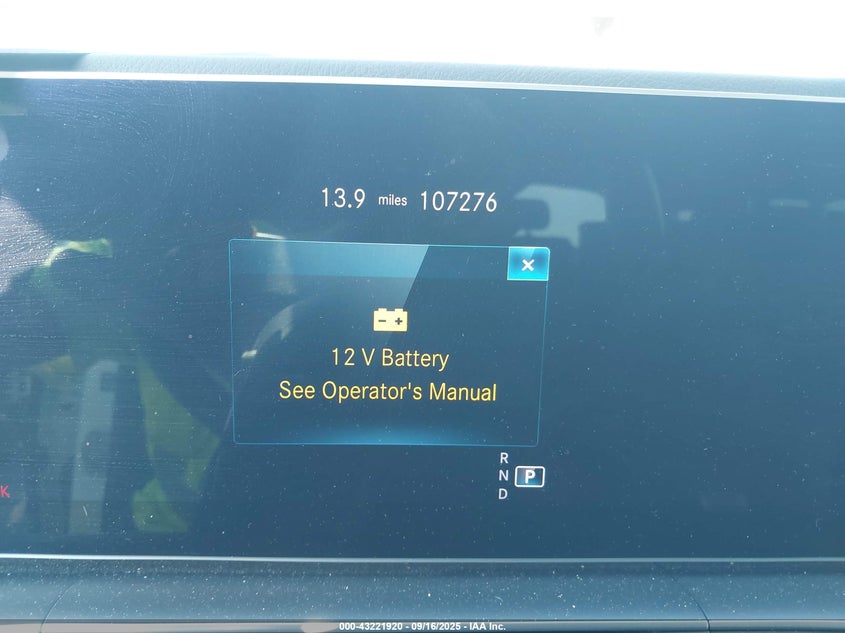 13.9 miles 107276
12 V Battery
See Operator's Manual
R
N P
D
K
000-43221920 - 09/16/2025 - IAA Inc.